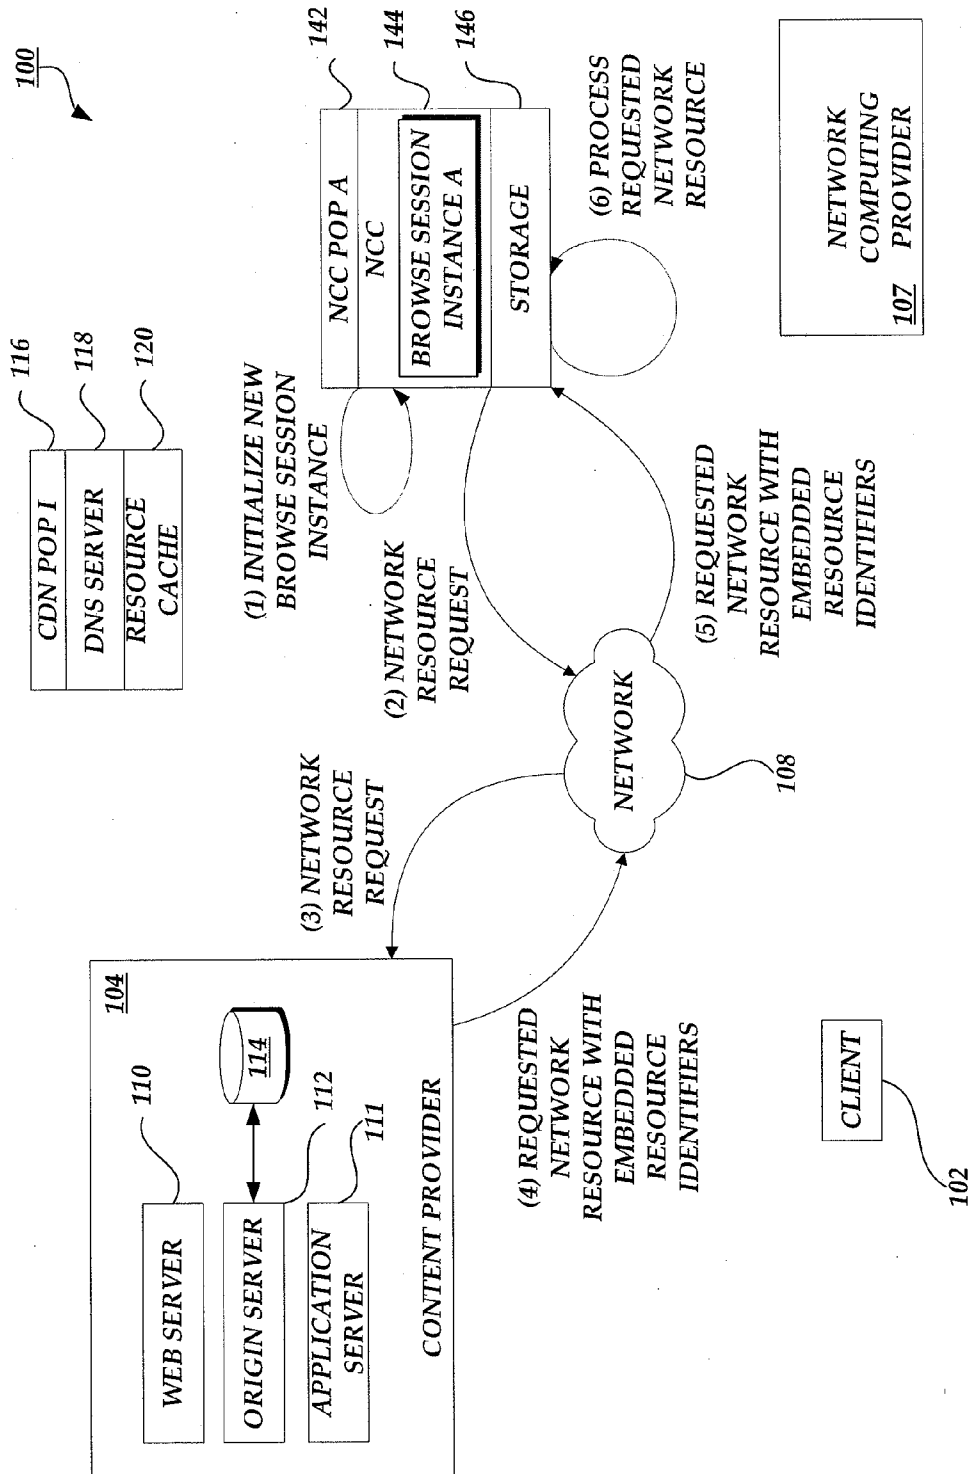 100
CDN POP I
DNS SERVER
RESOURCE
CACHE
116
118
120
104
WEB SERVER
110
ORIGIN SERVER
112
114
APPLICATION
SERVER
111
CONTENT PROVIDER
(1) INITIALIZE NEW
BROWSE SESSION
INSTANCE
NCC POP A
NCC
BROWSE SESSION
INSTANCE A
STORAGE
142
144
146
(2) NETWORK
RESOURCE
REQUEST
(3) NETWORK
RESOURCE
REQUEST
(4) REQUESTED
NETWORK
RESOURCE WITH
EMBEDDED
RESOURCE
IDENTIFIERS
NETWORK
108
(5) REQUESTED
NETWORK
RESOURCE WITH
EMBEDDED
RESOURCE
IDENTIFIERS
(6) PROCESS
REQUESTED
NETWORK
RESOURCE
CLIENT
102
NETWORK
COMPUTING
PROVIDER
107